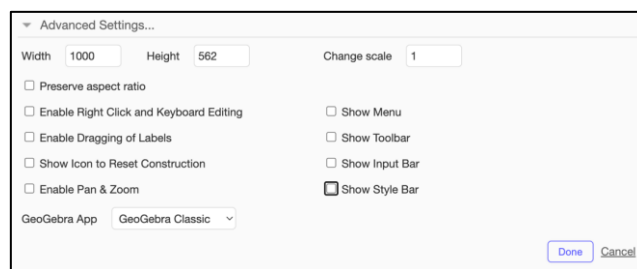 Advanced Settings...
Width 1000 Height 562 Change scale 1
Preserve aspect ratio
Enable Right Click and Keyboard Editing Show Menu
Enable Dragging of Labels Show Toolbar
Show Icon to Reset Construction Show Input Bar
Enable Pan & Zoom Show Style Bar
GeoGebra App GeoGebra Classic
Done Cancel